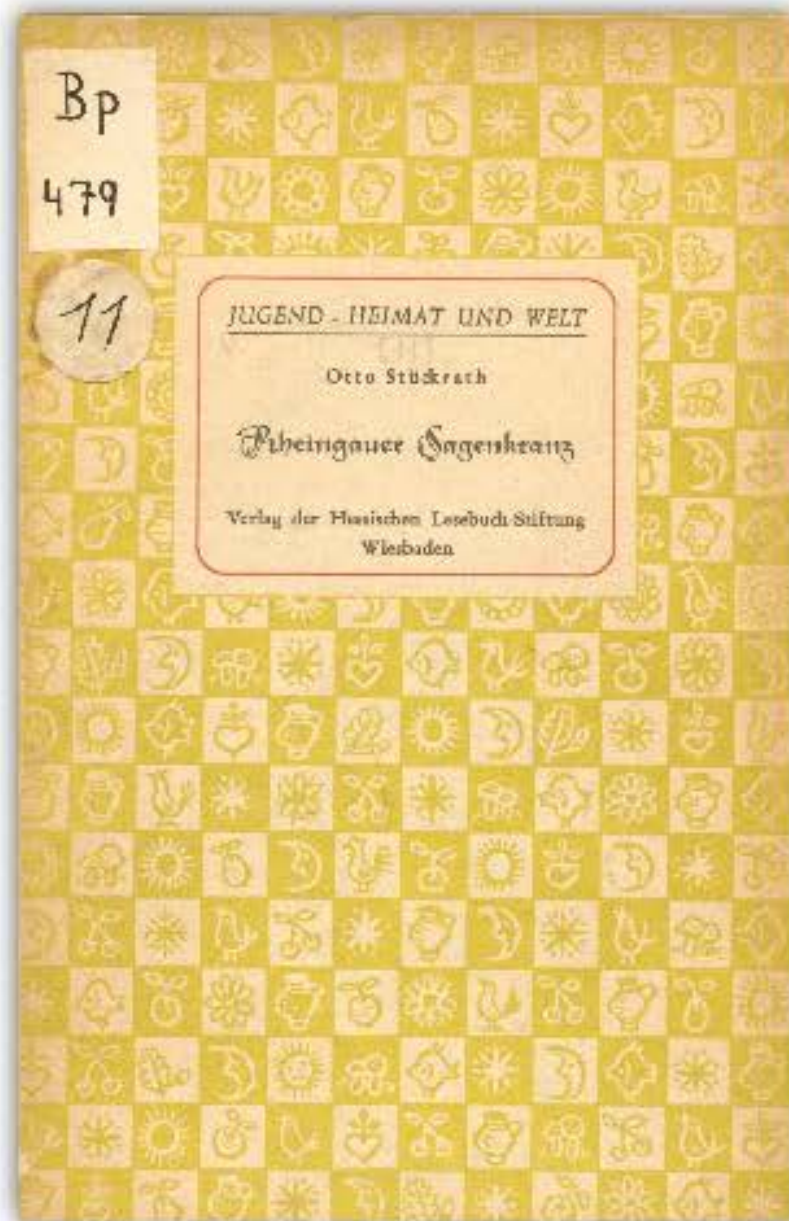 Bp
479
11
JUGEND - HEIMAT UND WELT
Otto Stückrath
Rheingauer Sagenkranz
Verlag der Hessischen Lesebuch-Stiftung
Wiesbaden